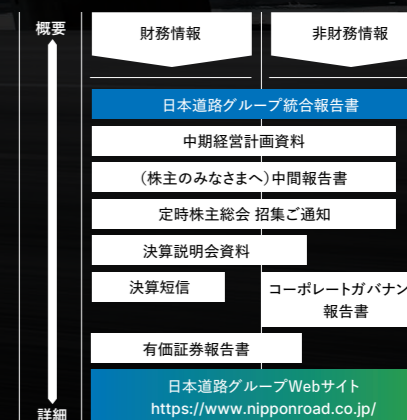 概要
財務情報
非財務情報
日本道路グループ統合報告書
中期経営計画資料
(株主のみなさまへ)中間報告書
定時株主総会 招集ご通知
決算説明会資料
決算短信
コーポレートガバナン
報告書
有価証券報告書
日本道路グループWebサイト
https://www.nipponroad.co.jp/
詳細